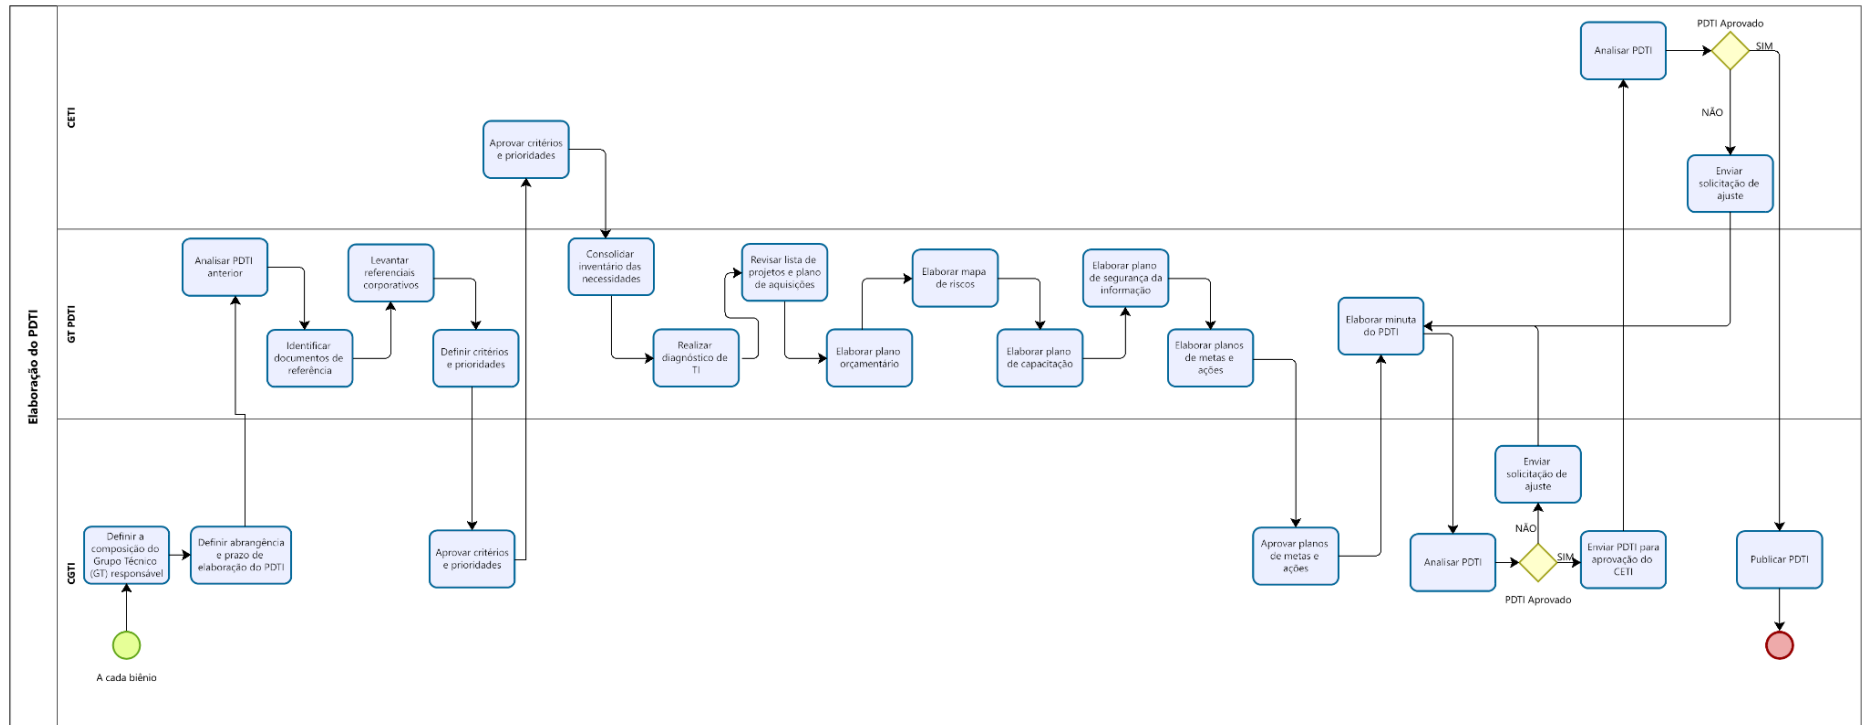 Elaboração do PDTI
CETI
GT PDTI
CGTI
A cada biênio
Definir a
composição do
Grupo Técnico
(GT) responsável
Definir abrangência
e prazo de
elaboração do PDTI
Analisar PDTI
anterior
Identificar
documentos de
referência
Levantar
referenciais
corporativos
Definir critérios
e prioridades
Aprovar critérios
e prioridades
Aprovar critérios
e prioridades
Consolidar
inventário das
necessidades
Realizar
diagnóstico de
TI
Revisar lista de
projetos e plano
de aquisições
Elaborar plano
orçamentário
Elaborar mapa
de riscos
Elaborar plano
de capacitação
Elaborar plano
de segurança da
informação
Elaborar planos
de metas e
ações
Aprovar planos
de metas e
ações
Elaborar minuta
do PDTI
Analisar PDTI
PDTI Aprovado
NÃO
Enviar
solicitação de
ajuste
SIM
Enviar PDTI para
aprovação do
CETI
Analisar PDTI
PDTI Aprovado
NÃO
Enviar
solicitação de
ajuste
SIM
Publicar PDTI